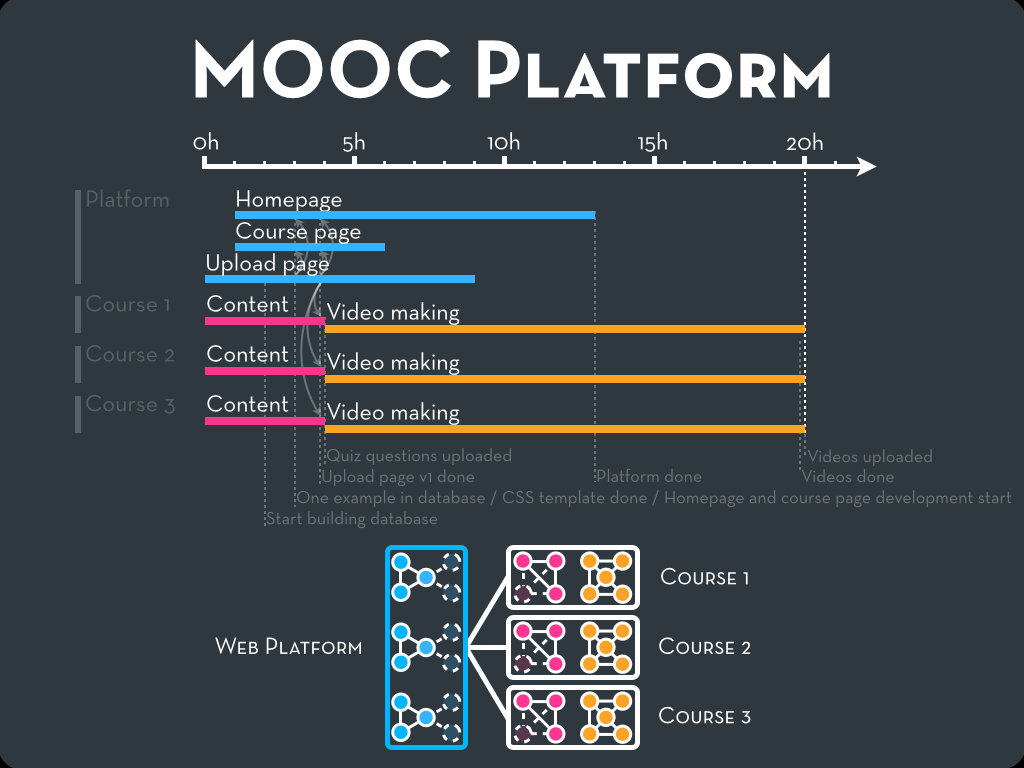 MOOC Platform
0h 5h 10h 15h 20h
Platform
Homepage
Course page
Upload page
Course 1
Content
Video making
Course 2
Content
Video making
Course 3
Content
Video making
Quiz questions uploaded
Videos uploaded
Upload page v1 done
Platform done
Videos done
One example in database / CSS template done / Homepage and course page development start
Start building database
Course 1
Web Platform
Course 2
Course 3